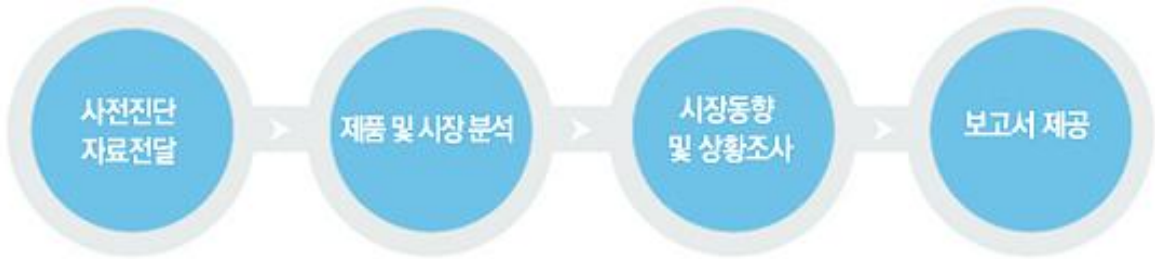 사전진단
자료전달
제품 및 시장 분석
시장동향
및 상황조사
보고서 제공